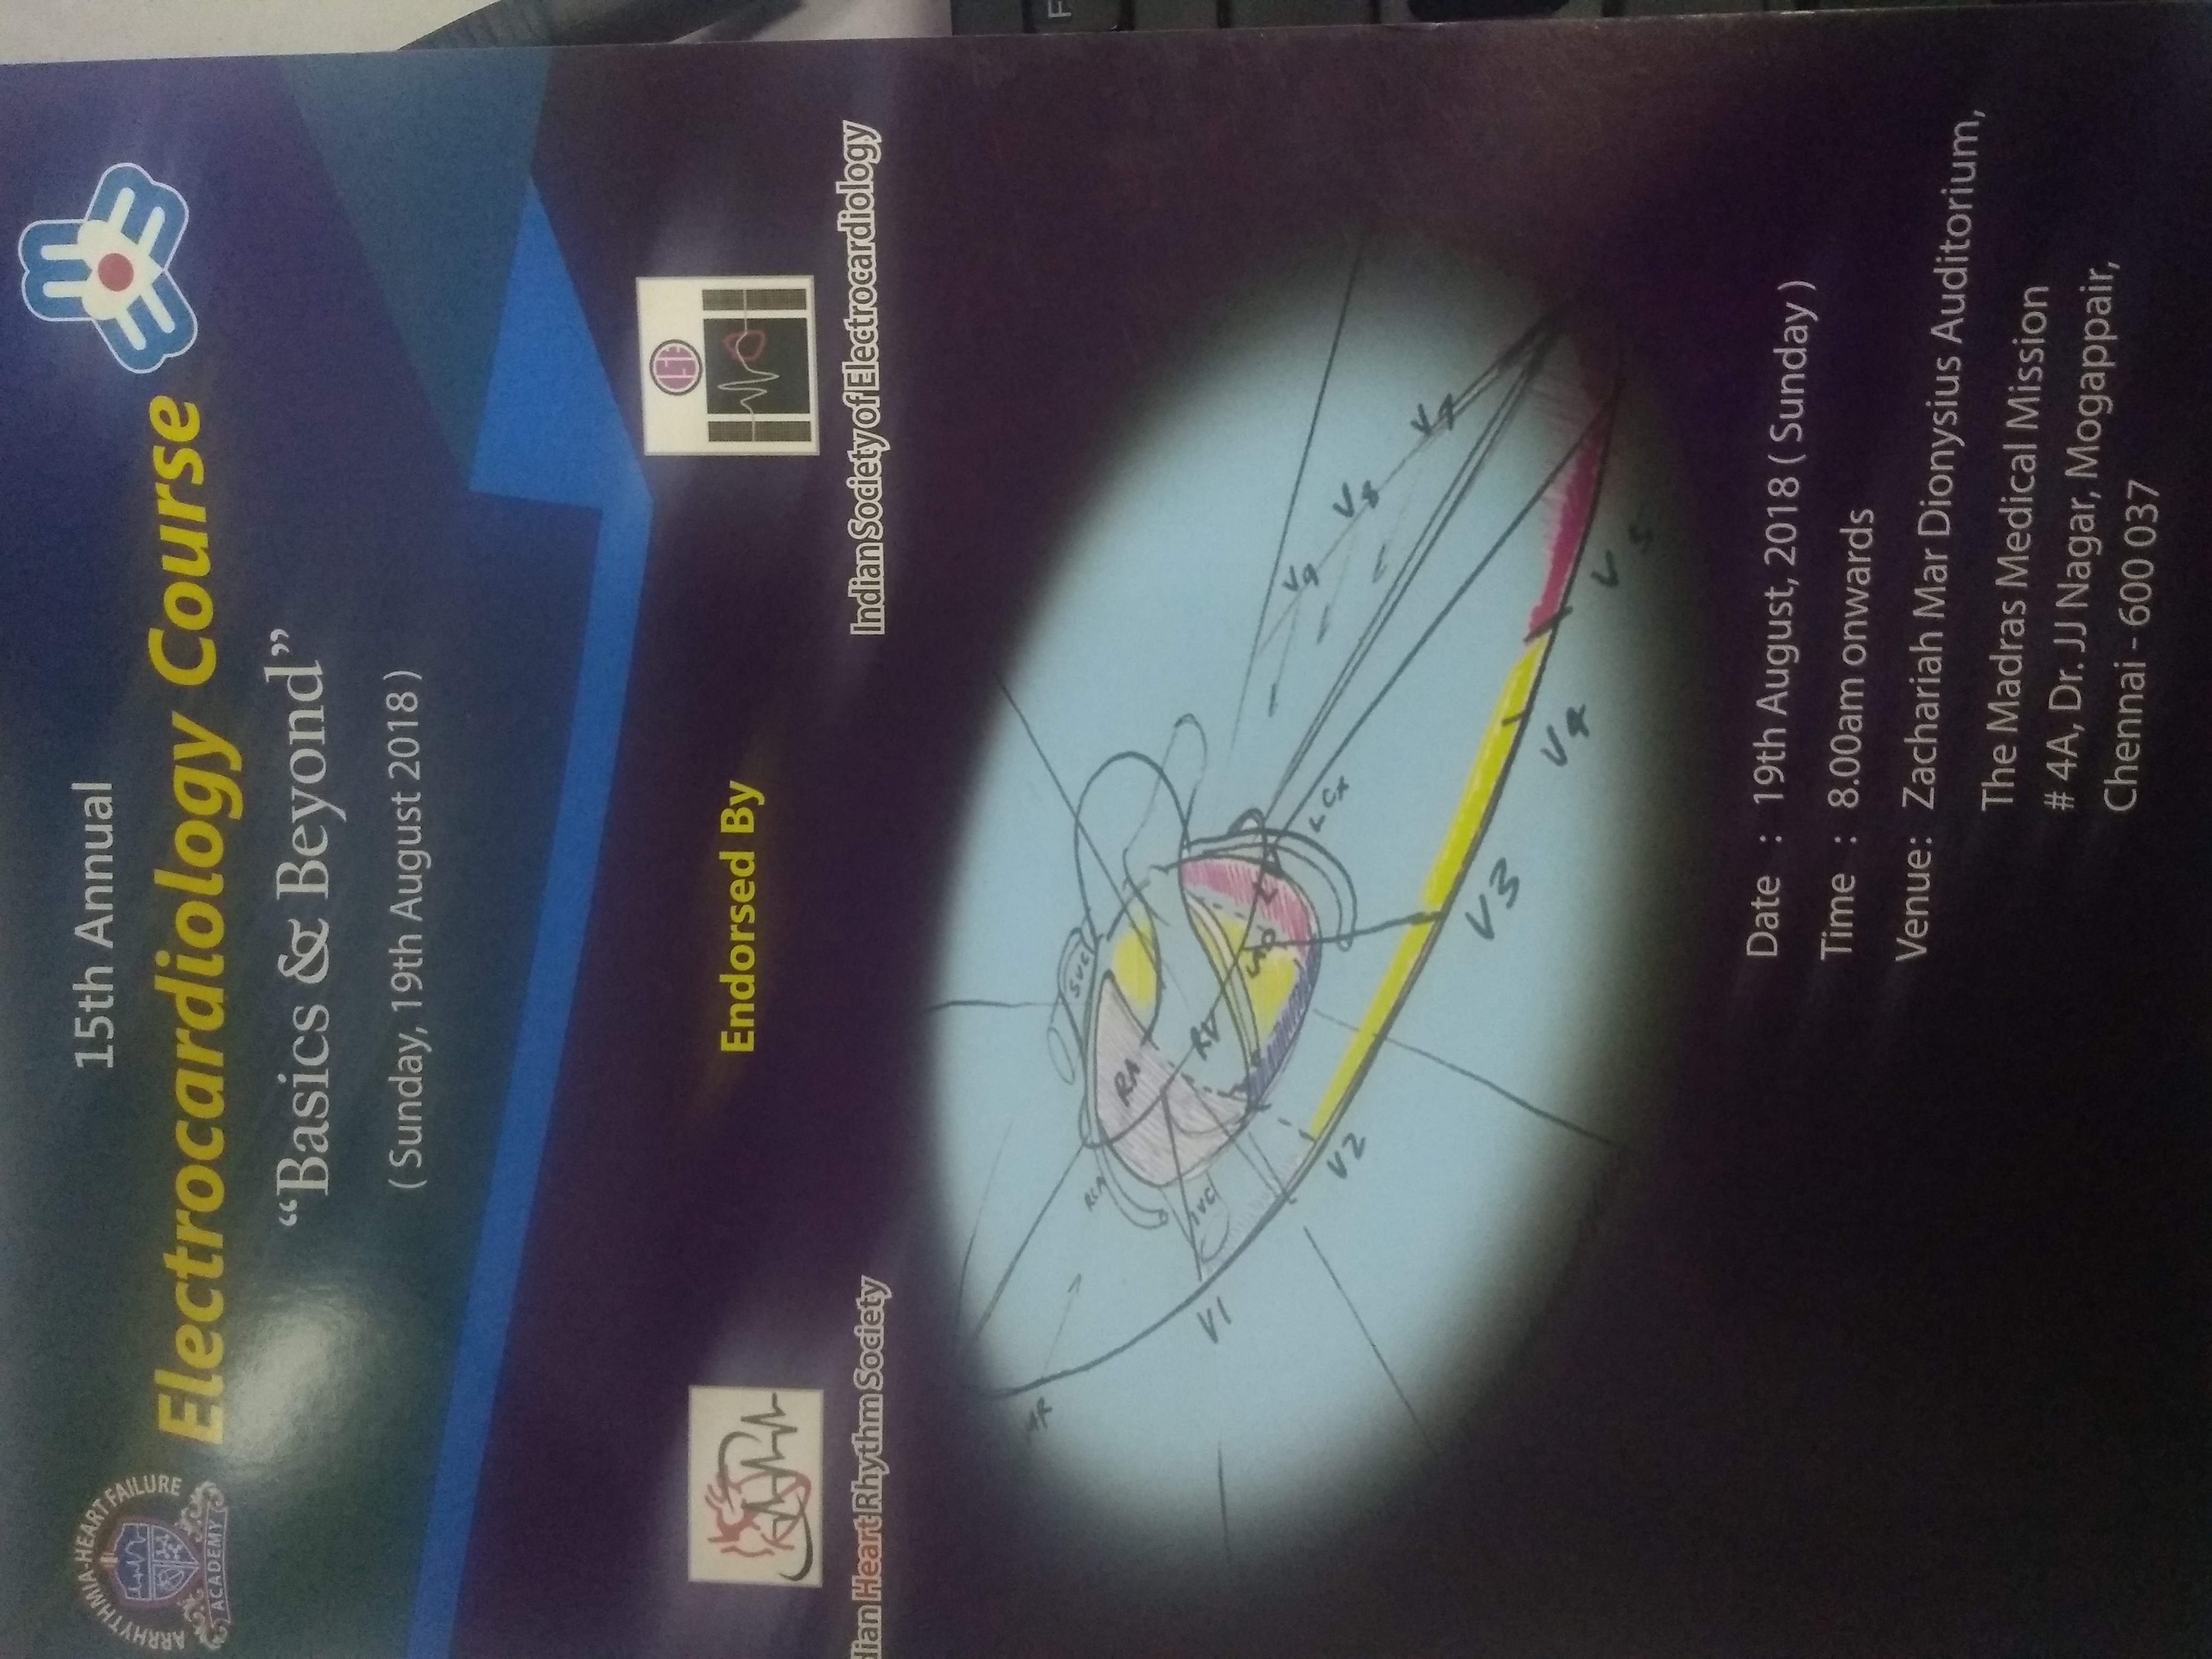 15th Annual
ARRHYTHMIA-HEART FAILURE
ACADEMY
Electrocardiology Course
“Basics & Beyond”
( Sunday, 19th August 2018 )
ISE
Endorsed By
dian Heart Rhythm Society
Indian Society of Electrocardiology
SVC
RCA
RA
RV
IVC
V1
LAD
LV
LCx
V9
V8
V7
V2
V3
V4
V5
Date : 19th August, 2018 ( Sunday )
Time : 8.00am onwards
Venue: Zachariah Mar Dionysius Auditorium,
The Madras Medical Mission
# 4A, Dr. JJ Nagar, Mogappair,
Chennai - 600 037
F